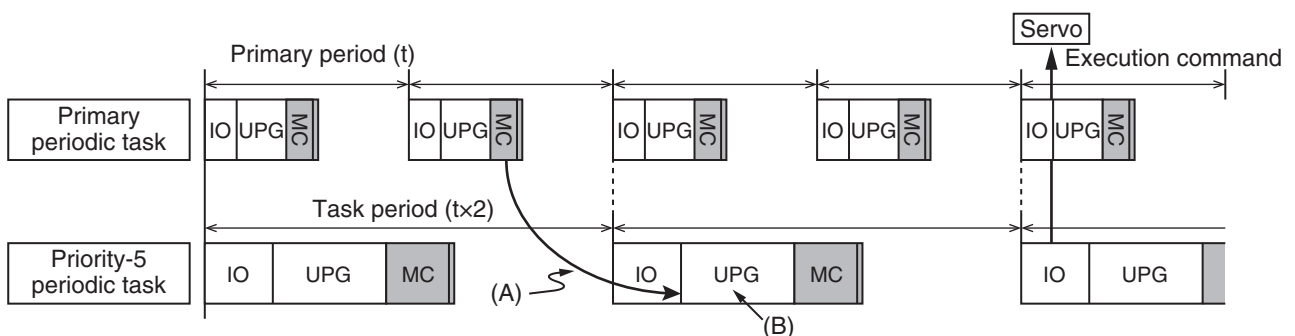 Servo
Primary period (t)
Execution command
Primary
periodic task
IO UPG MC
IO UPG MC
IO UPG MC
IO UPG MC
IO UPG MC
Task period (t×2)
Priority-5
periodic task
IO UPG MC
IO UPG MC
IO UPG
(A)
(B)